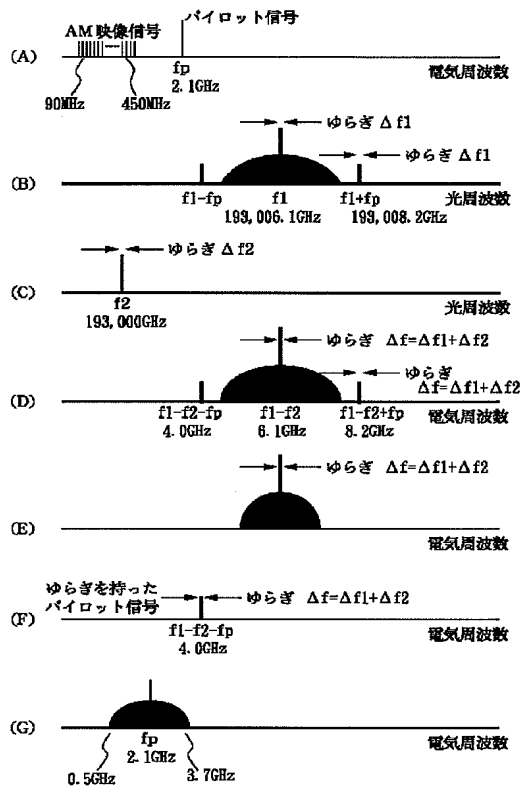 パイロット信号
AM 映像信号
(A)
fp
2.1GHz
電気周波数
90MHz
450MHz
ゆらぎ Δf1
ゆらぎ Δf1
(B)
f1-fp
f1
f1+fp
光周波数
193,006.1GHz
193,008.2GHz
ゆらぎ Δf2
(C)
f2
193,000GHz
光周波数
ゆらぎ Δf=Δf1+Δf2
ゆらぎ
Δf=Δf1+Δf2
(D)
f1-f2-fp
f1-f2
f1-f2+fp
電気周波数
4.0GHz
6.1GHz
8.2GHz
ゆらぎ Δf=Δf1+Δf2
(E)
電気周波数
ゆらぎを持った
パイロット信号
ゆらぎ Δf=Δf1+Δf2
(F)
f1-f2-fp
4.0GHz
電気周波数
(G)
fp
2.1GHz
電気周波数
0.5GHz
3.7GHz